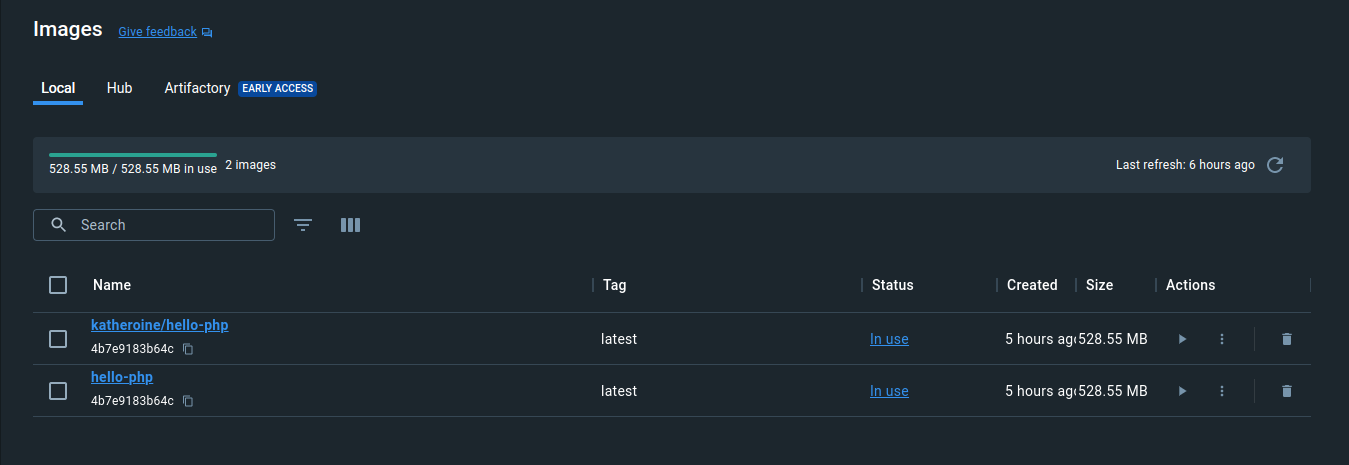 Images Give feedback
Local Hub Artifactory EARLY ACCESS
528.55 MB / 528.55 MB in use 2 images Last refresh: 6 hours ago
Search
Name Tag Status Created Size Actions
katheroine/hello-php
4b7e9183b64c latest In use 5 hours ago 528.55 MB
hello-php
4b7e9183b64c latest In use 5 hours ago 528.55 MB